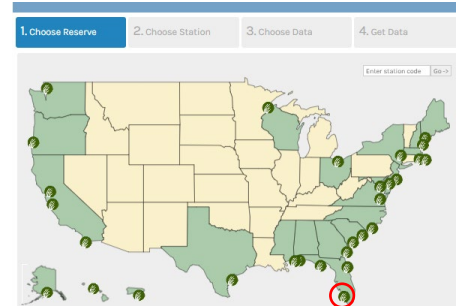 1. Choose Reserve
2. Choose Station
3. Choose Data
4. Get Data
Enter station code
Go->